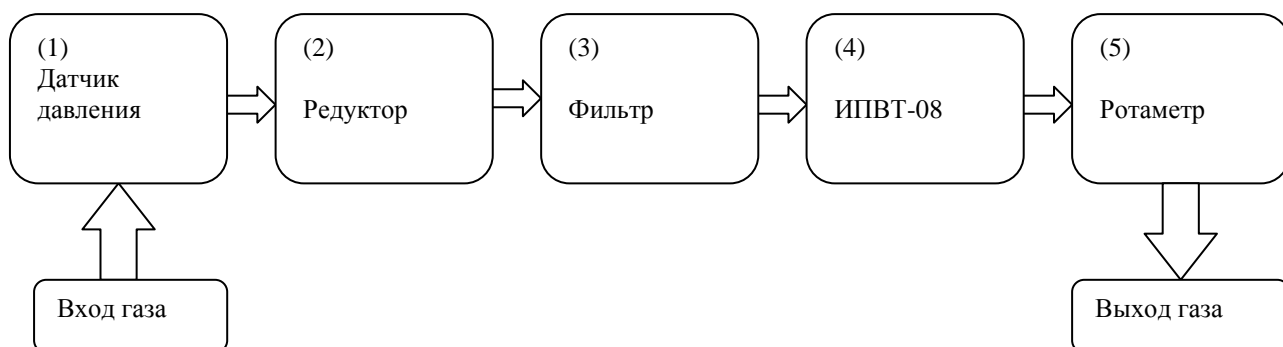 (1)
Датчик
давления
(2)
Редуктор
(3)
Фильтр
(4)
ИПВТ-08
(5)
Ротаметр
Вход газа
Выход газа